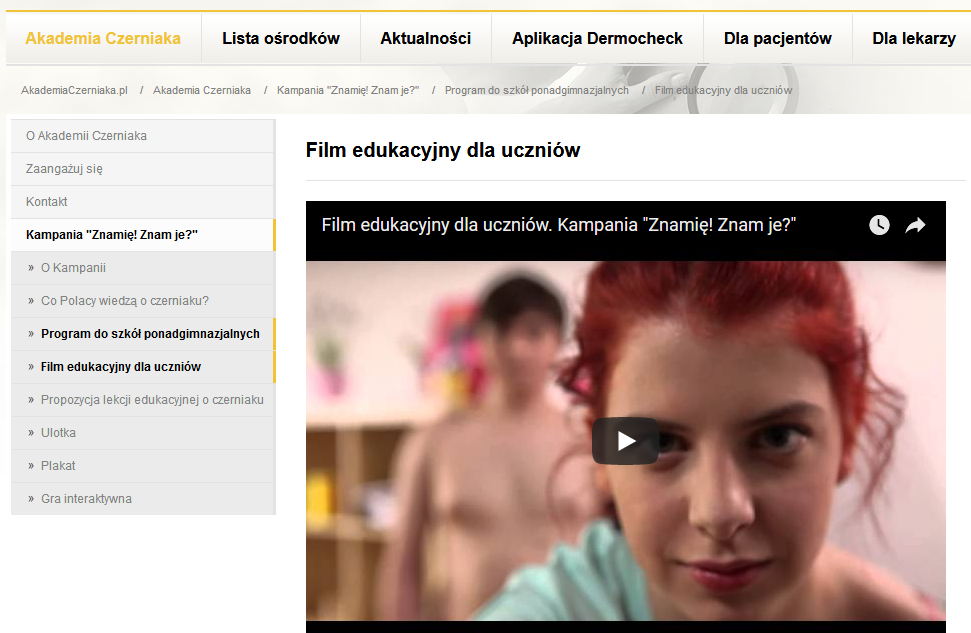 Akademia Czerniaka
Lista ośrodków
Aktualności
Aplikacja Dermocheck
Dla pacjentów
Dla lekarzy
AkademiaCzerniaka.pl / Akademia Czerniaka / Kampania "Znamię! Znam je?" / Program do szkół ponadgimnazjalnych / Film edukacyjny dla uczniów
O Akademii Czerniaka
Zaangażuj się
Kontakt
Kampania "Znamię! Znam je?"
» O Kampanii
» Co Polacy wiedzą o czerniaku?
» Program do szkół ponadgimnazjalnych
» Film edukacyjny dla uczniów
» Propozycja lekcji edukacyjnej o czerniaku
» Ulotka
» Plakat
» Gra interaktywna
Film edukacyjny dla uczniów
Film edukacyjny dla uczniów. Kampania "Znamię! Znam je?"